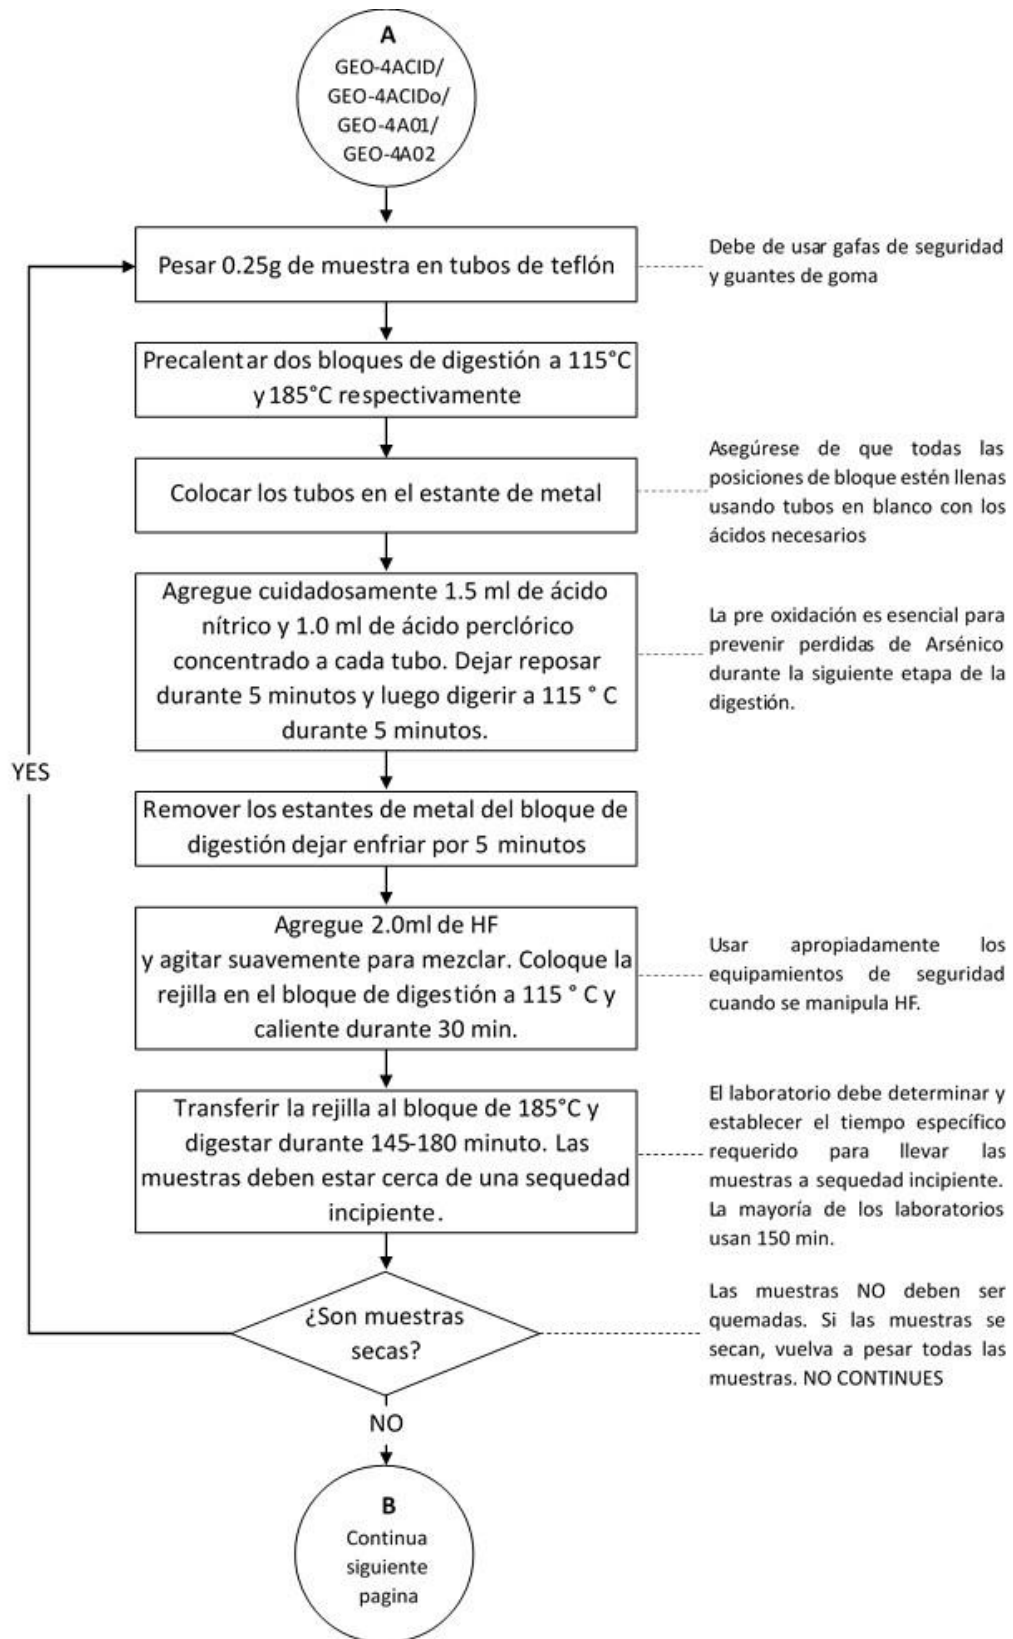 A
GEO-4ACID/
GEO-4ACIDo/
GEO-4A01/
GEO-4A02
Pesar 0.25g de muestra en tubos de teflón
Debe de usar gafas de seguridad
y guantes de goma
Precalentar dos bloques de digestión a 115°C
y 185°C respectivamente
Colocar los tubos en el estante de metal
Asegúrese de que todas las
posiciones de bloque estén llenas
usando tubos en blanco con los
ácidos necesarios
Agregue cuidadosamente 1.5 ml de ácido
nítrico y 1.0 ml de ácido perclórico
concentrado a cada tubo. Dejar reposar
durante 5 minutos y luego digerir a 115 ° C
durante 5 minutos.
La pre oxidación es esencial para
prevenir perdidas de Arsénico
durante la siguiente etapa de la
digestión.
YES
Remover los estantes de metal del bloque de
digestión dejar enfriar por 5 minutos
Agregue 2.0ml de HF
y agitar suavemente para mezclar. Coloque la
rejilla en el bloque de digestión a 115 ° C y
caliente durante 30 min.
Usar apropiadamente los
equipamientos de seguridad
cuando se manipula HF.
Transferir la rejilla al bloque de 185°C y
digestar durante 145-180 minuto. Las
muestras deben estar cerca de una sequedad
incipiente.
El laboratorio debe determinar y
establecer el tiempo específico
requerido para llevar las
muestras a sequedad incipiente.
La mayoría de los laboratorios
usan 150 min.
¿Son muestras
secas?
Las muestras NO deben ser
quemadas. Si las muestras se
secan, vuelva a pesar todas las
muestras. NO CONTINUES
NO
B
Continua
siguiente
pagina